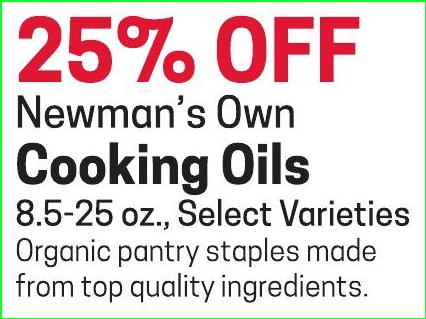 25% OFF
Newman's Own
Cooking Oils
8.5-25 oz., Select Varieties
Organic pantry staples made
from top quality ingredients.